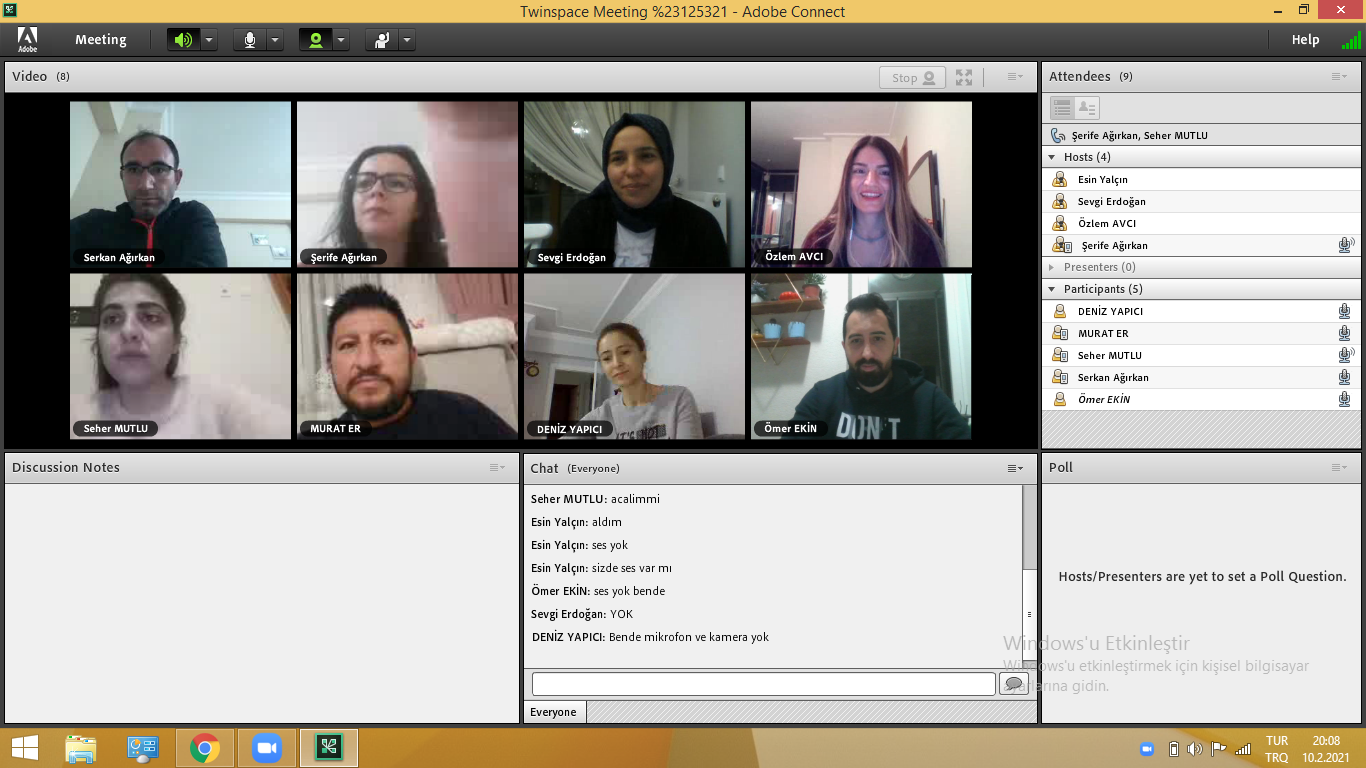 Twinspace Meeting %23125321 - Adobe Connect
Adobe
Meeting
Help
Video (8)
Stop
Serkan Ağırkan
Şerife Ağırkan
Sevgi Erdoğan
Özlem AVCI
Seher MUTLU
MURAT ER
DENİZ YAPICI
Ömer EKİN
IT'S NOT
DON'T
Attendees (9)
Şerife Ağırkan, Seher MUTLU
Hosts (4)
Esin Yalçın
Sevgi Erdoğan
Özlem AVCI
Şerife Ağırkan
Presenters (0)
Participants (5)
DENİZ YAPICI
MURAT ER
Seher MUTLU
Serkan Ağırkan
Ömer EKİN
Discussion Notes
Chat (Everyone)
Seher MUTLU: acalimmi
Esin Yalçın: aldım
Esin Yalçın: ses yok
Esin Yalçın: sizde ses var mı
Ömer EKİN: ses yok bende
Sevgi Erdoğan: YOK
DENİZ YAPICI: Bende mikrofon ve kamera yok
Everyone
Poll
Hosts/Presenters are yet to set a Poll Question.
Windows'u Etkinleştir
Windows'u etkinleştirmek için kişisel bilgisayar
ayarlarına gidin.
TUR
TRQ
20:08
10.2.2021